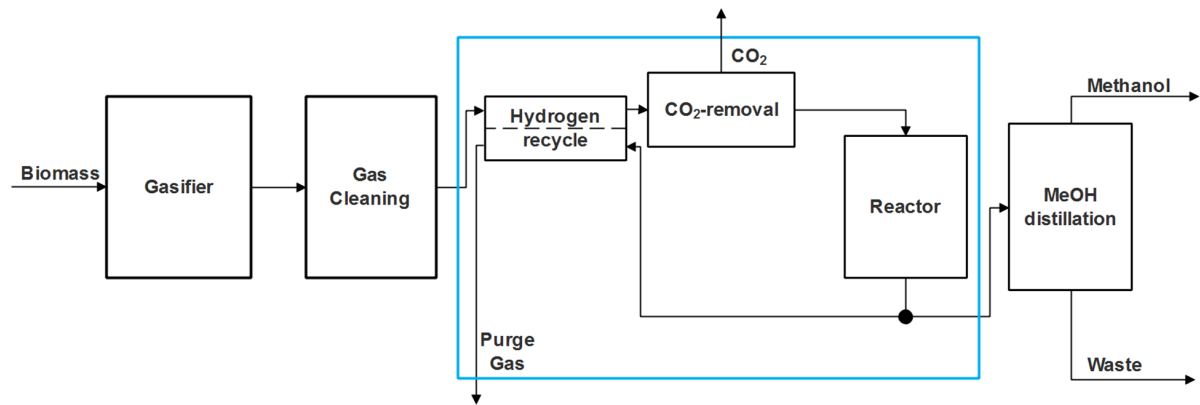 Biomass
Gasifier
Gas
Cleaning
Hydrogen
recycle
CO₂
CO₂-removal
Reactor
Purge
Gas
MeOH
distillation
Methanol
Waste